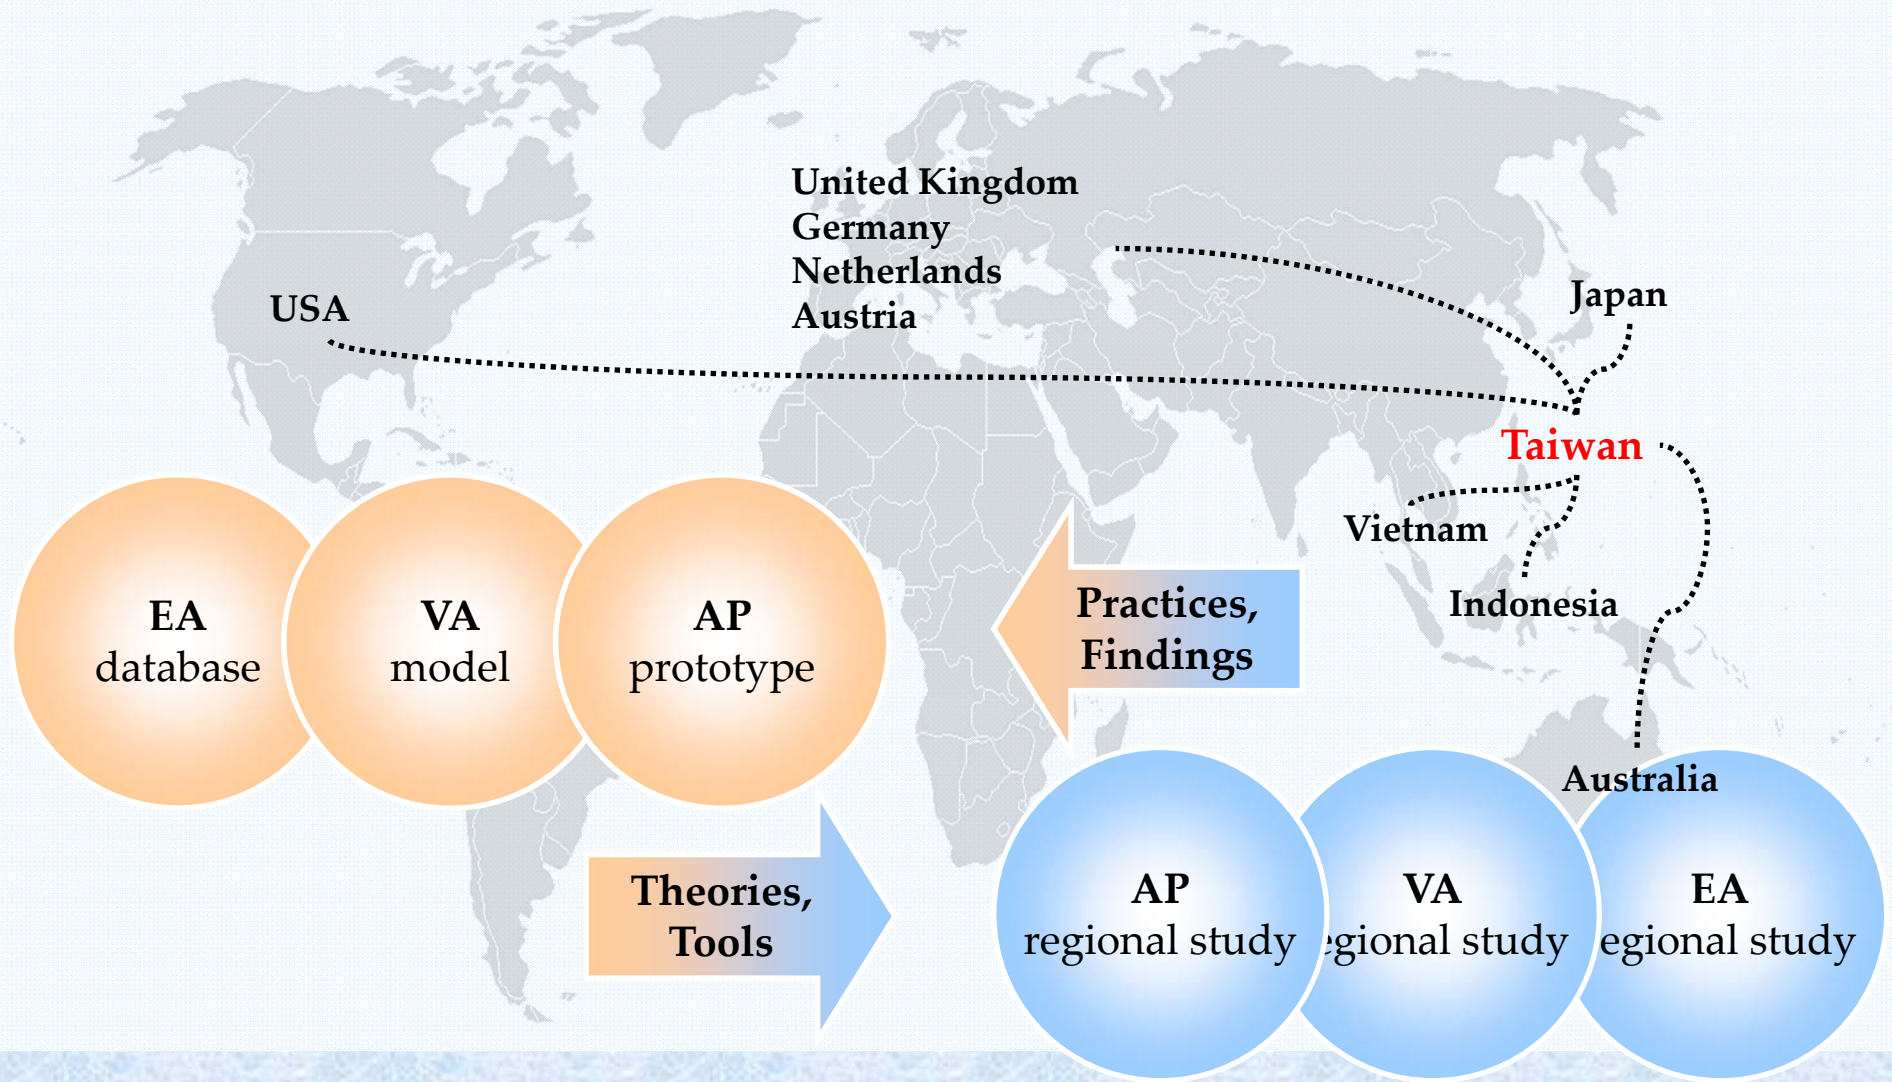 United Kingdom
Germany
Netherlands
Austria
USA
Japan
Taiwan
Vietnam
Indonesia
Australia
EA
database
VA
model
AP
prototype
Practices,
Findings
Theories,
Tools
AP
regional study
VA
egional study
EA
egional study